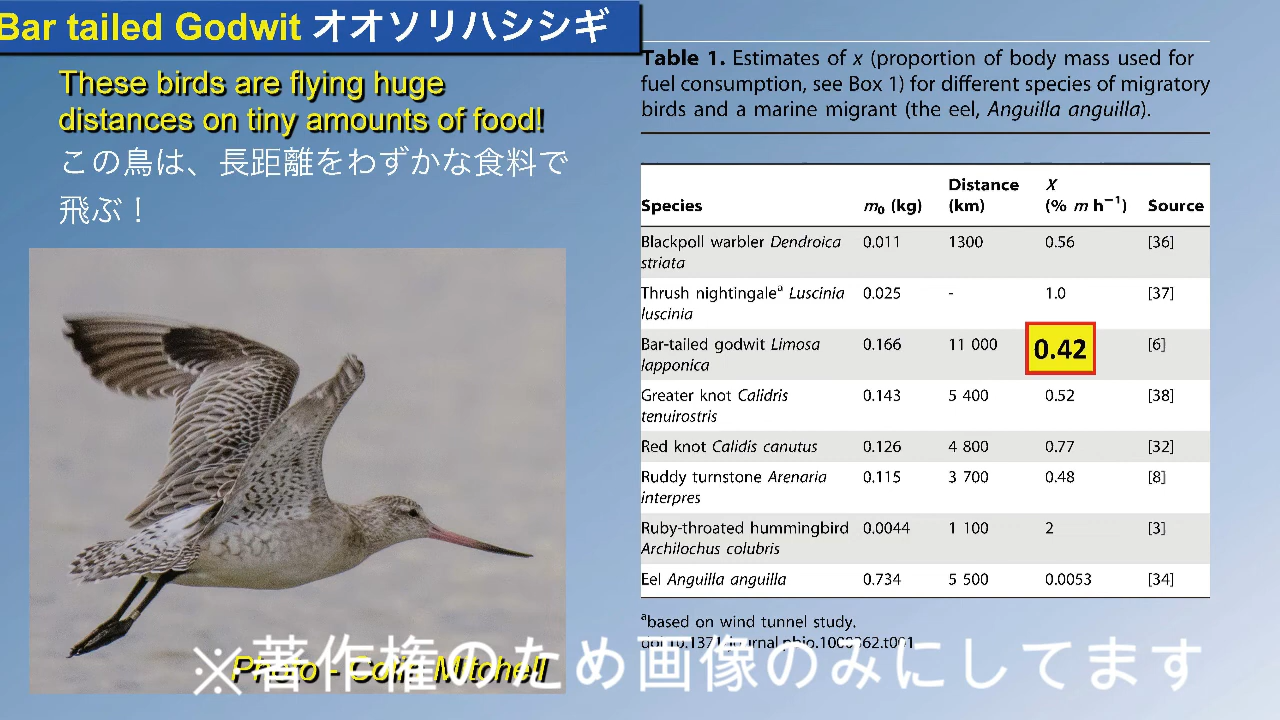 Bar tailed Godwit オオソリハシシギ
These birds are flying huge
distances on tiny amounts of food!
この鳥は、長距離をわずかな食料で
飛ぶ！
Photo - Colin Mitchell
Table 1. Estimates of x (proportion of body mass used for
fuel consumption, see Box 1) for different species of migratory
birds and a marine migrant (the eel, Anguilla anguilla).
Species m0 (kg) Distance (km) X (% m h−1) Source
Blackpoll warbler Dendroica striata 0.011 1300 0.56 [36]
Thrush nightingaleᵃ Luscinia luscinia 0.025 - 1.0 [37]
Bar-tailed godwit Limosa lapponica 0.166 11 000 0.42 [6]
Greater knot Calidris tenuirostris 0.143 5 400 0.52 [38]
Red knot Calidis canutus 0.126 4 800 0.77 [32]
Ruddy turnstone Arenaria interpres 0.115 3 700 0.48 [8]
Ruby-throated hummingbird Archilochus colubris 0.0044 1 100 2 [3]
Eel Anguilla anguilla 0.734 5 500 0.0053 [34]
ᵃbased on wind tunnel study.
※著作権のため画像のみにしてます